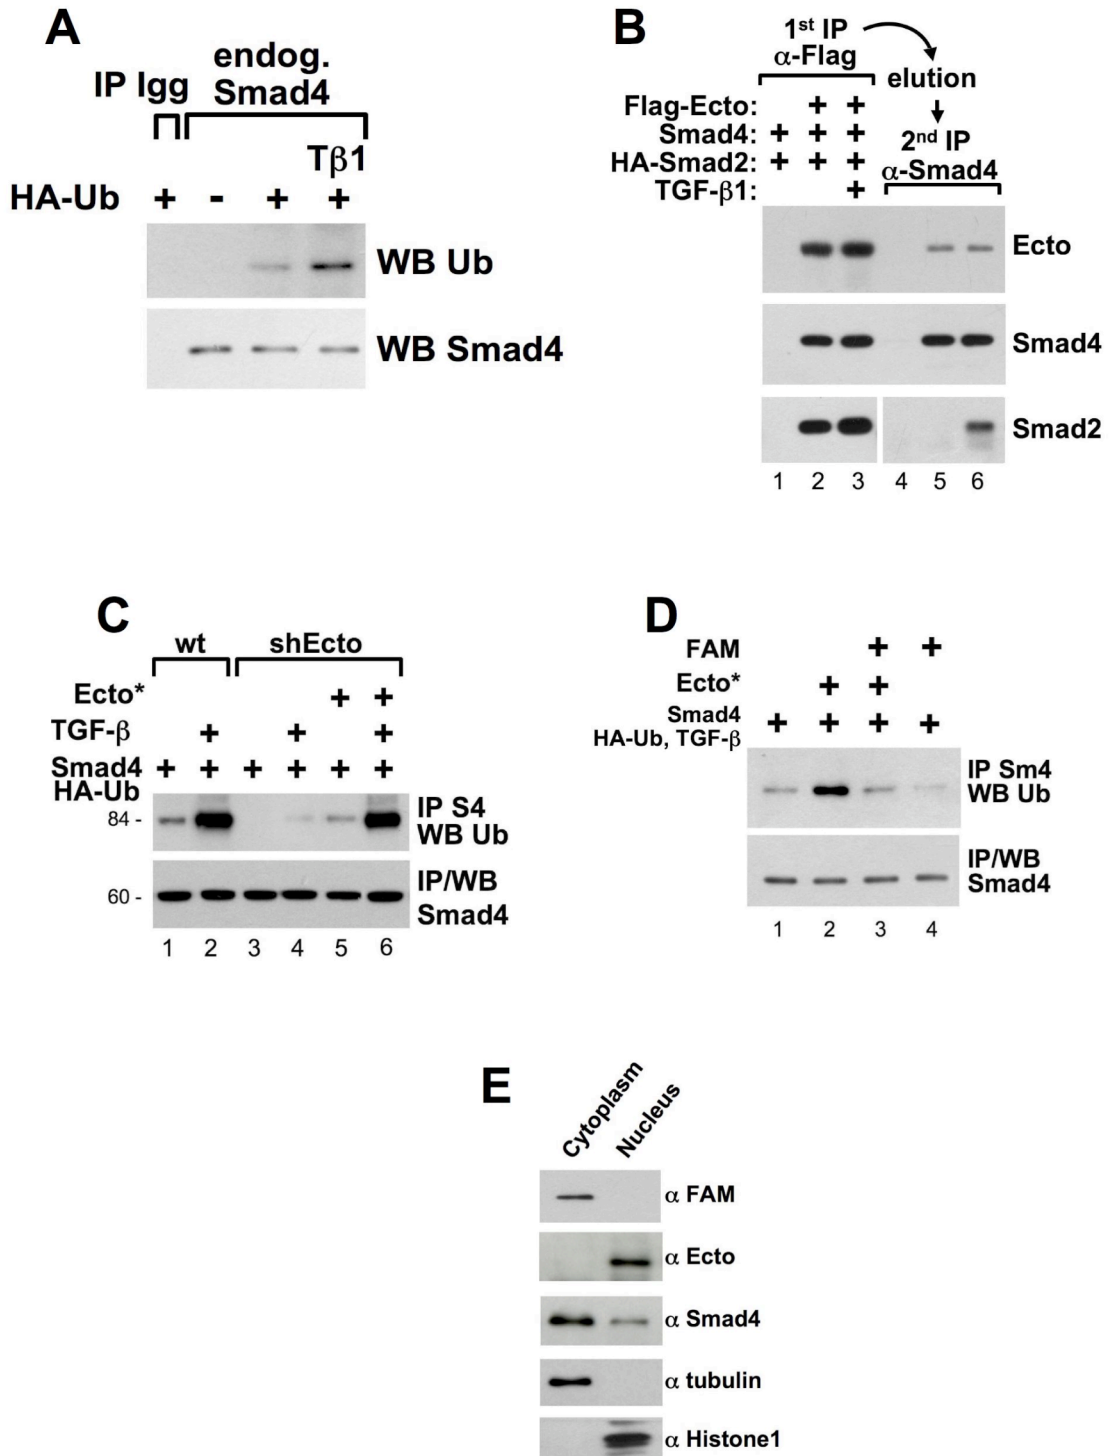 A
endog.
IP Igg Smad4
Tβ1
HA-Ub + - + +
WB Ub
WB Smad4
B
1st IP
α-Flag
elution
Flag-Ecto: + +
Smad4: + + +
2nd IP
HA-Smad2: + + + α-Smad4
TGF-β1: +
Ecto
Smad4
Smad2
1 2 3 4 5 6
C
wt shEcto
Ecto* + +
TGF-β + + +
Smad4 + + + + + +
HA-Ub
84 - IP S4
WB Ub
60 - IP/WB
Smad4
1 2 3 4 5 6
D
FAM + +
Ecto* + +
Smad4 + + + +
HA-Ub, TGF-β
IP Sm4
WB Ub
IP/WB
Smad4
1 2 3 4
E
Cytoplasm
Nucleus
α FAM
α Ecto
α Smad4
α tubulin
α Histone1